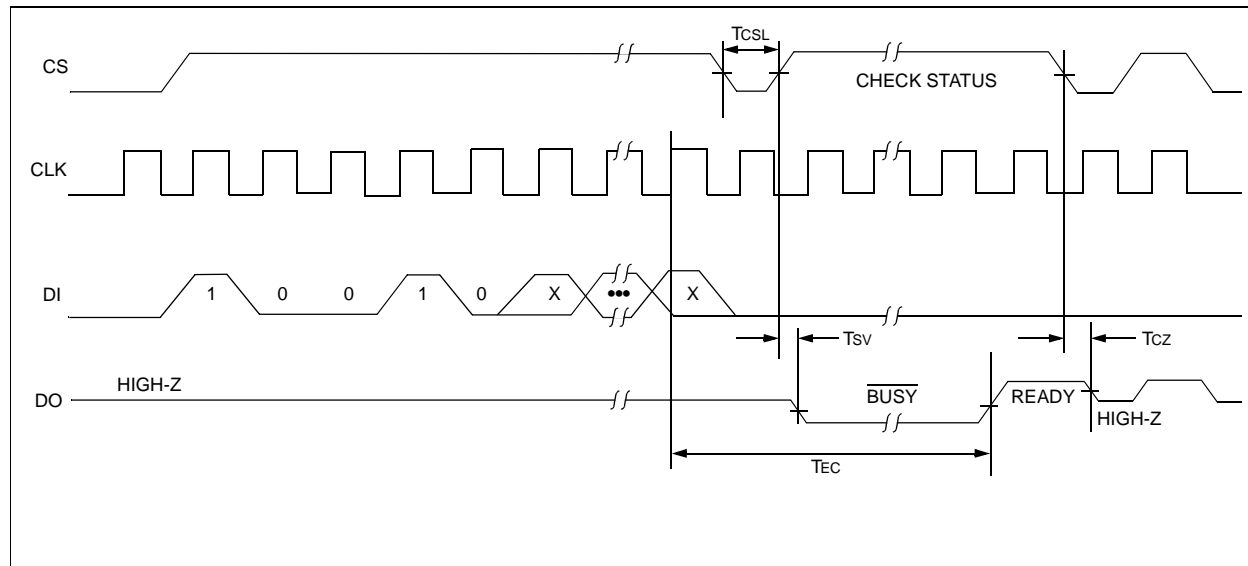 TCSL
CS
CHECK STATUS
CLK
DI
1 0 0 1 0 X ••• X
TSV
TCZ
HIGH-Z
DO
BUSY
READY
HIGH-Z
TEC